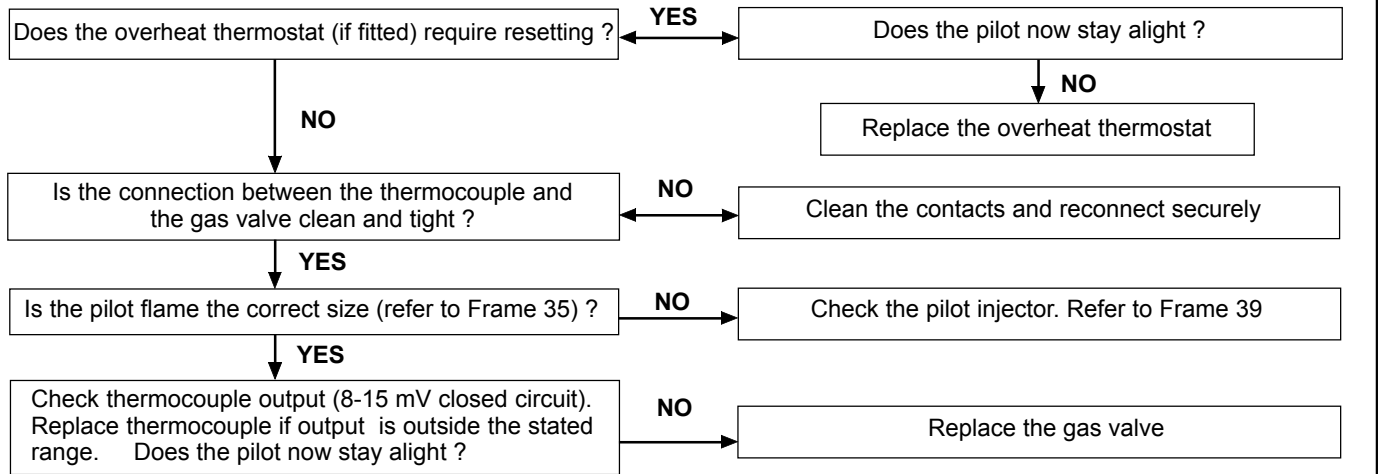 Does the overheat thermostat (if fitted) require resetting ?
YES
Does the pilot now stay alight ?
NO
NO
Replace the overheat thermostat
Is the connection between the thermocouple and
the gas valve clean and tight ?
NO
Clean the contacts and reconnect securely
YES
Is the pilot flame the correct size (refer to Frame 35) ?
NO
Check the pilot injector. Refer to Frame 39
YES
Check thermocouple output (8-15 mV closed circuit).
Replace thermocouple if output is outside the stated
range. Does the pilot now stay alight ?
NO
Replace the gas valve